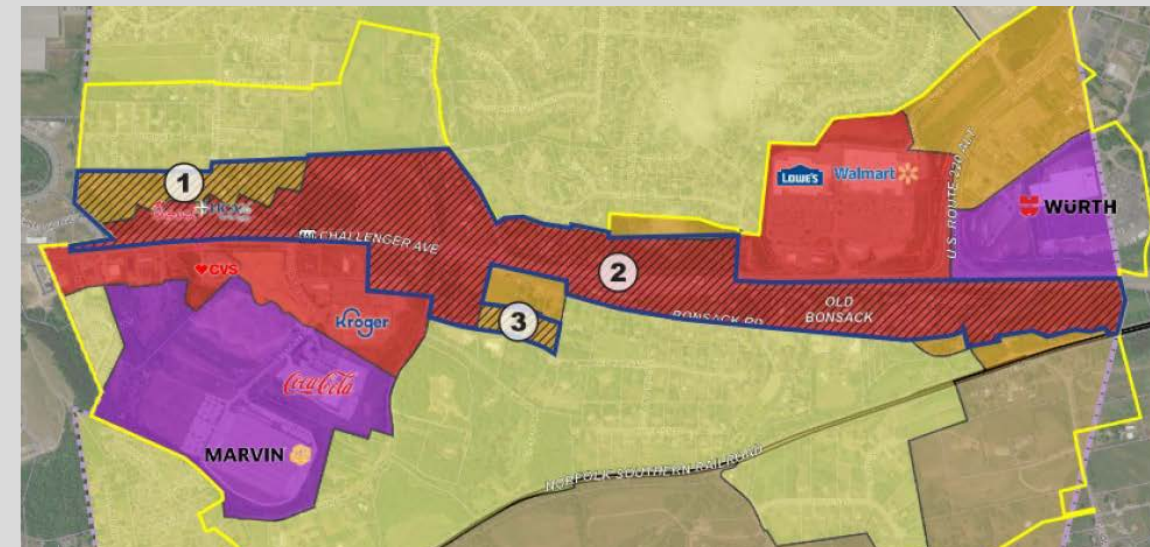 1
CHALLENGER AVE
CVS
Kroger
Coca-Cola
MARVIN
2
3
BONSACK RD
OLD
BONSACK
LOWE'S
Walmart
U.S. ROUTE 220 ALT
WÜRTH
NORFOLK SOUTHERN RAILROAD